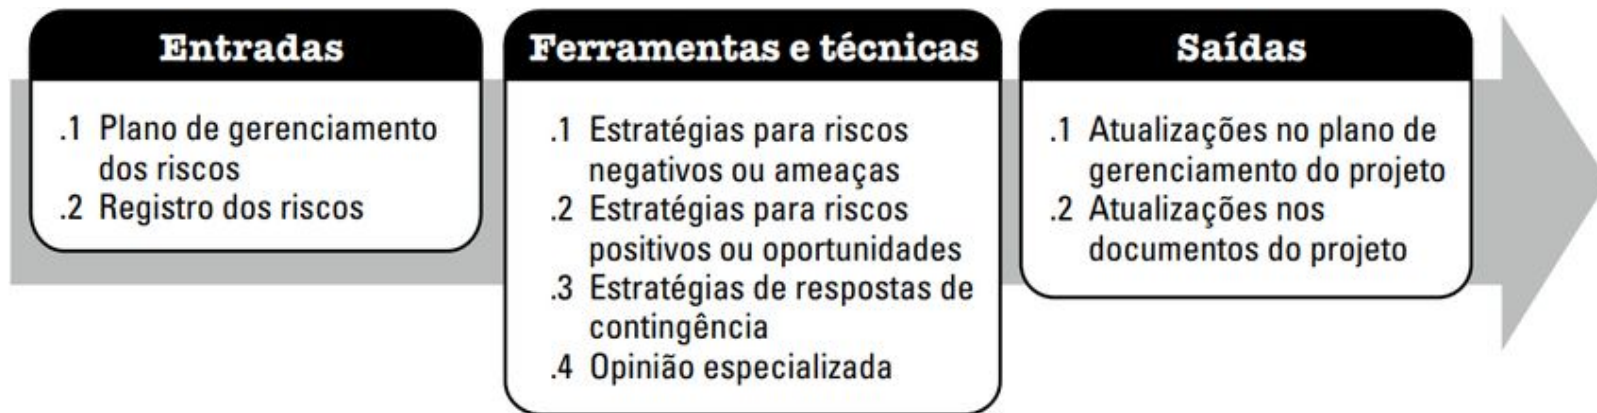 Entradas
.1 Plano de gerenciamento
dos riscos
.2 Registro dos riscos
Ferramentas e técnicas
.1 Estratégias para riscos
negativos ou ameaças
.2 Estratégias para riscos
positivos ou oportunidades
.3 Estratégias de respostas de
contingência
.4 Opinião especializada
Saídas
.1 Atualizações no plano de
gerenciamento do projeto
.2 Atualizações nos
documentos do projeto